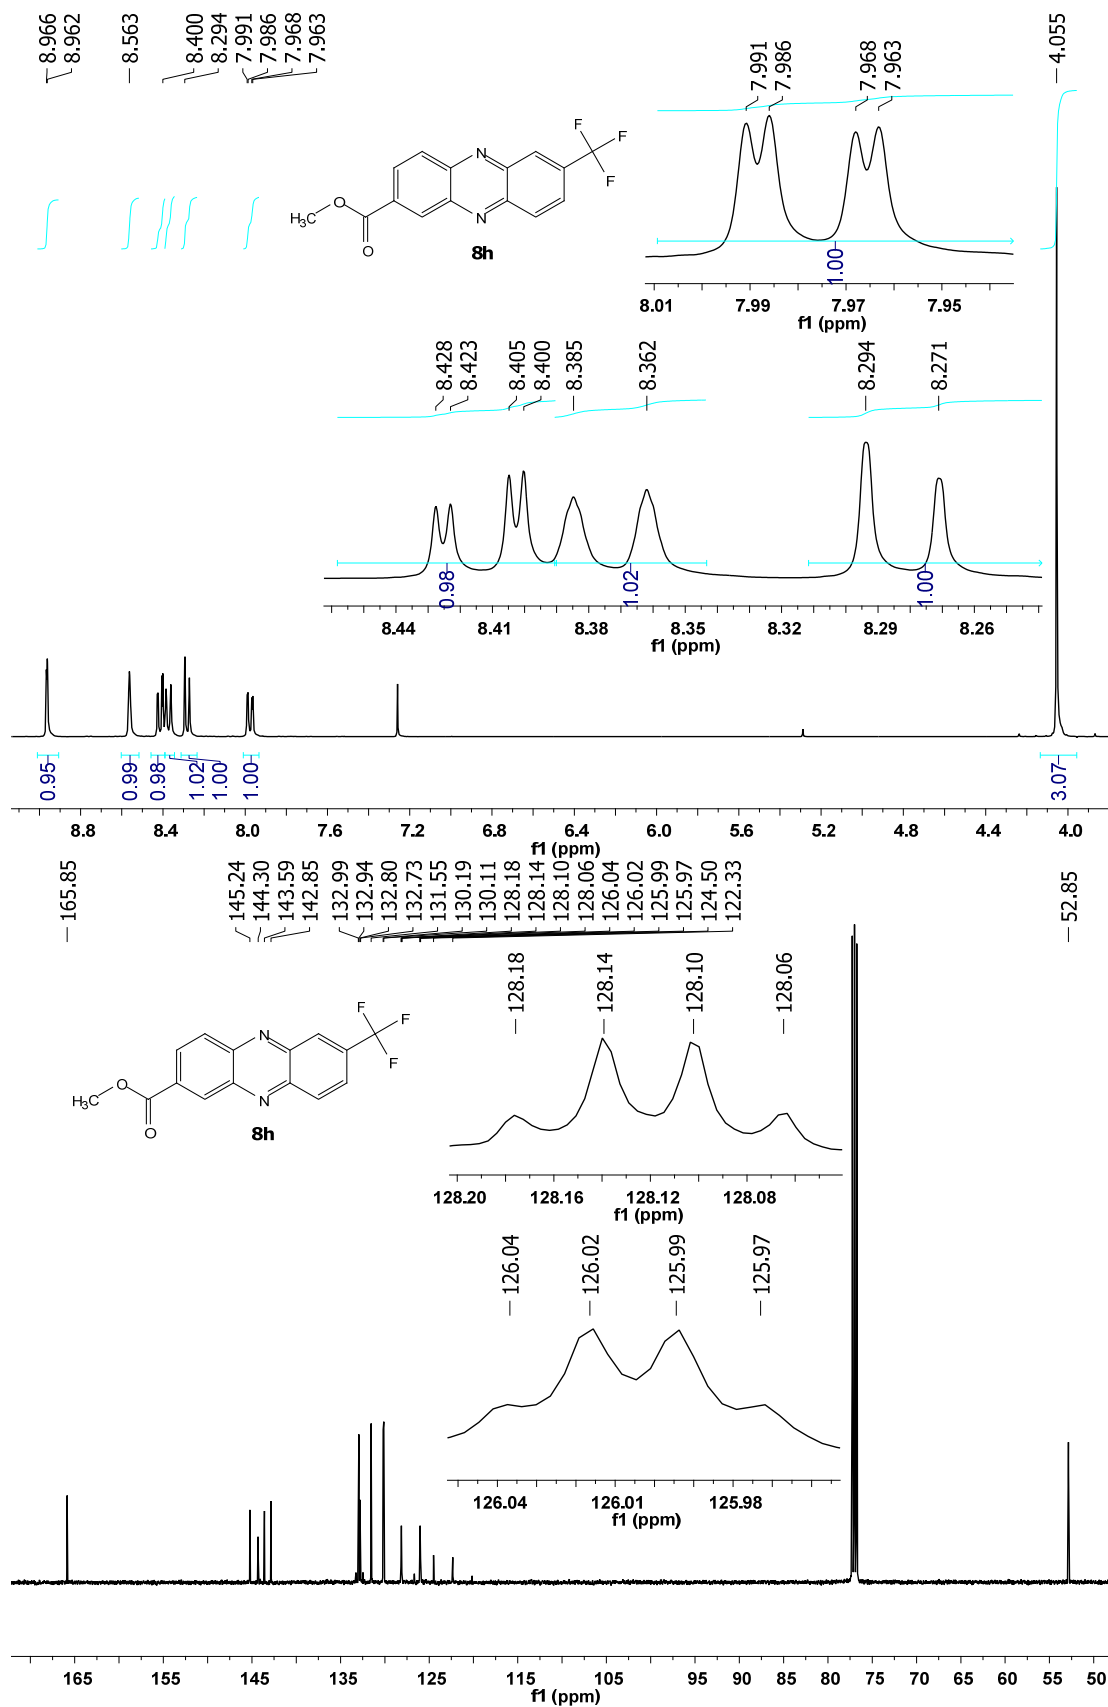 8.966
8.962
8.563
8.400
8.294
7.991
7.986
7.968
7.963
4.055
7.991
7.986
7.968
7.963
F
F
F
N
N
H₃C
O
O
8h
1.00
8.01 7.99 7.97 7.95
f1 (ppm)
8.428
8.423
8.405
8.400
8.385
8.362
8.294
8.271
0.98
1.02
1.00
8.44 8.41 8.38 8.35 8.32 8.29 8.26
f1 (ppm)
0.95
0.99
0.98
1.02
1.00
1.00
3.07
8.8 8.4 8.0 7.6 7.2 6.8 6.4 6.0 5.6 5.2 4.8 4.4 4.0
f1 (ppm)
165.85
145.24
144.30
143.59
142.85
132.99
132.94
132.80
132.73
131.55
130.19
130.11
128.18
128.14
128.10
128.06
126.04
126.02
125.99
125.97
124.50
122.33
52.85
128.18
128.14
128.10
128.06
F
F
F
N
N
H₃C
O
O
8h
128.20 128.16 128.12 128.08
f1 (ppm)
126.04
126.02
125.99
125.97
126.04 126.01 125.98
f1 (ppm)
165 155 145 135 125 115 105 95 90 85 80 75 70 65 60 55 50
f1 (ppm)